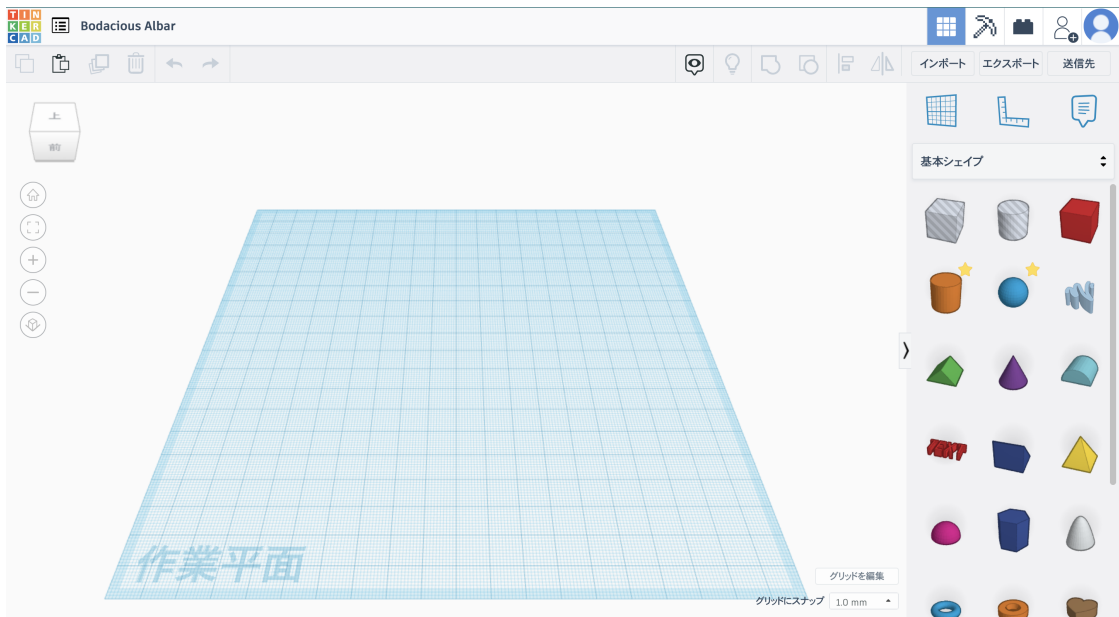 TIN
KER
CAD
Bodacious Albar
インポート
エクスポート
送信先
上
前
基本シェイプ
TEXT
作業平面
グリッドを編集
グリッドにスナップ 1.0 mm